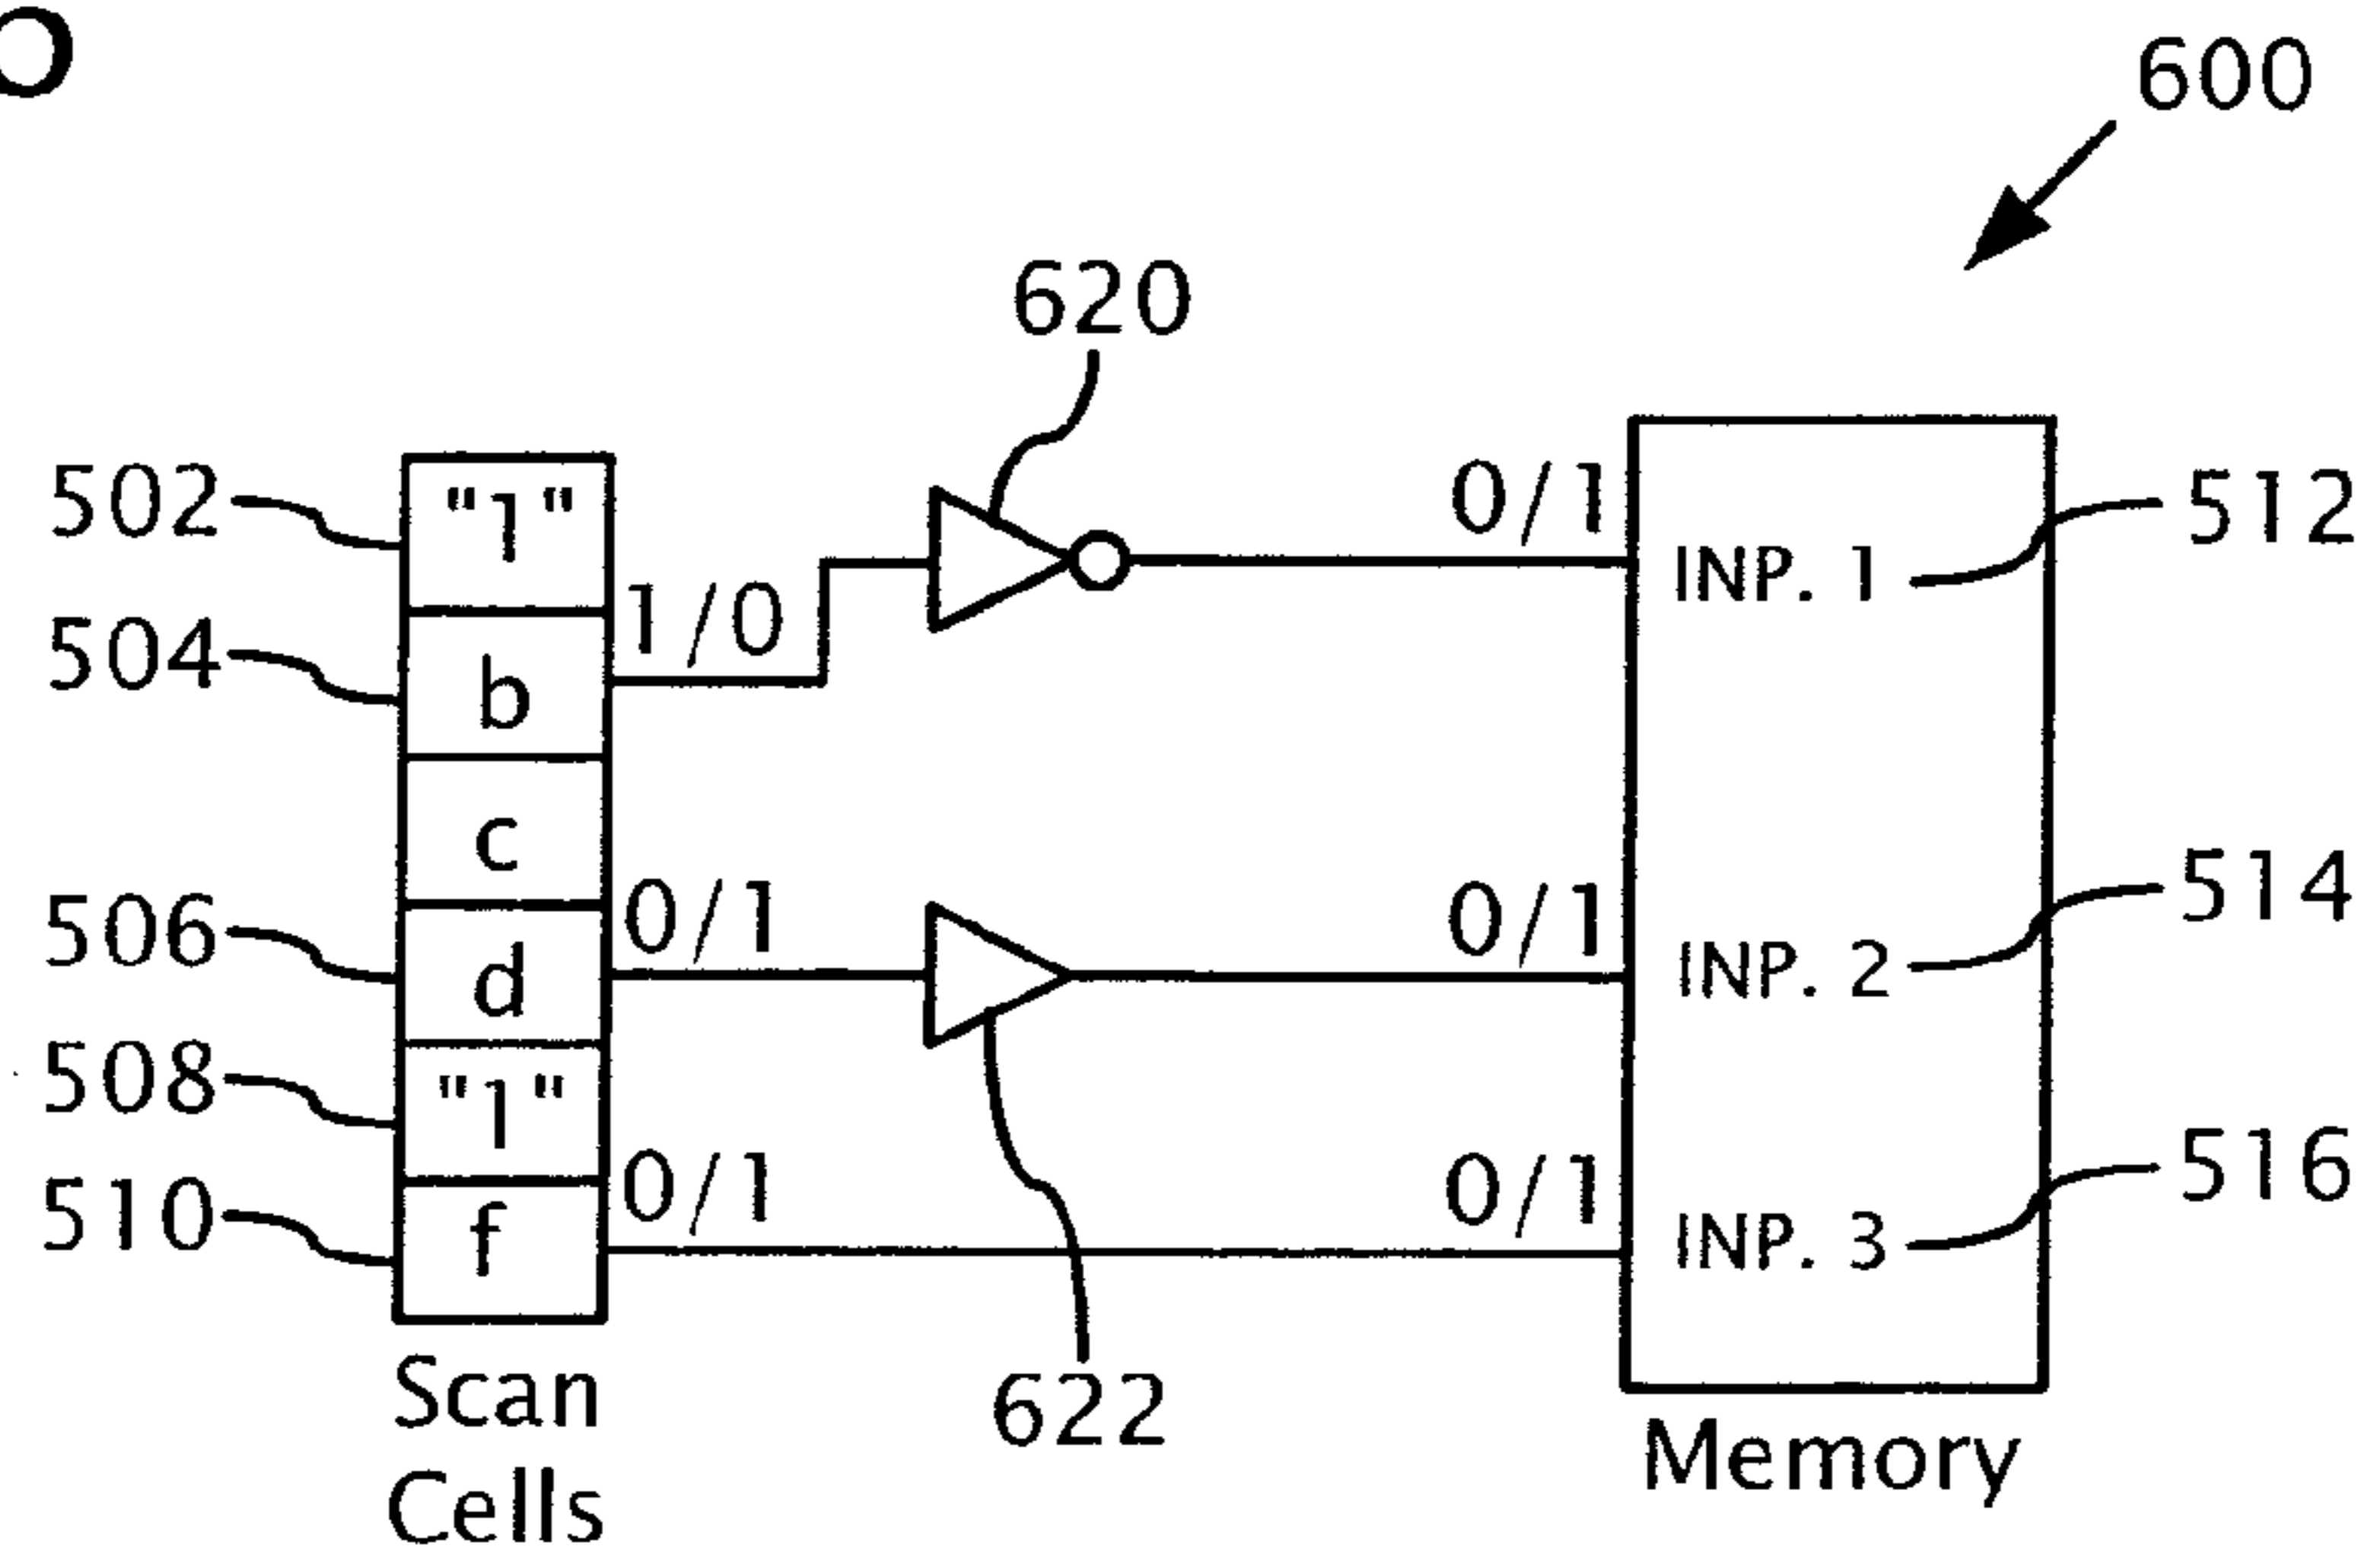 O
600
620
502 "1" 0/1 512
INP. 1
504 b 1/0
c
506 d 0/1 0/1 514
INP. 2
508 "1"
510 f 0/1 0/1 516
INP. 3
622
Scan Cells
Memory